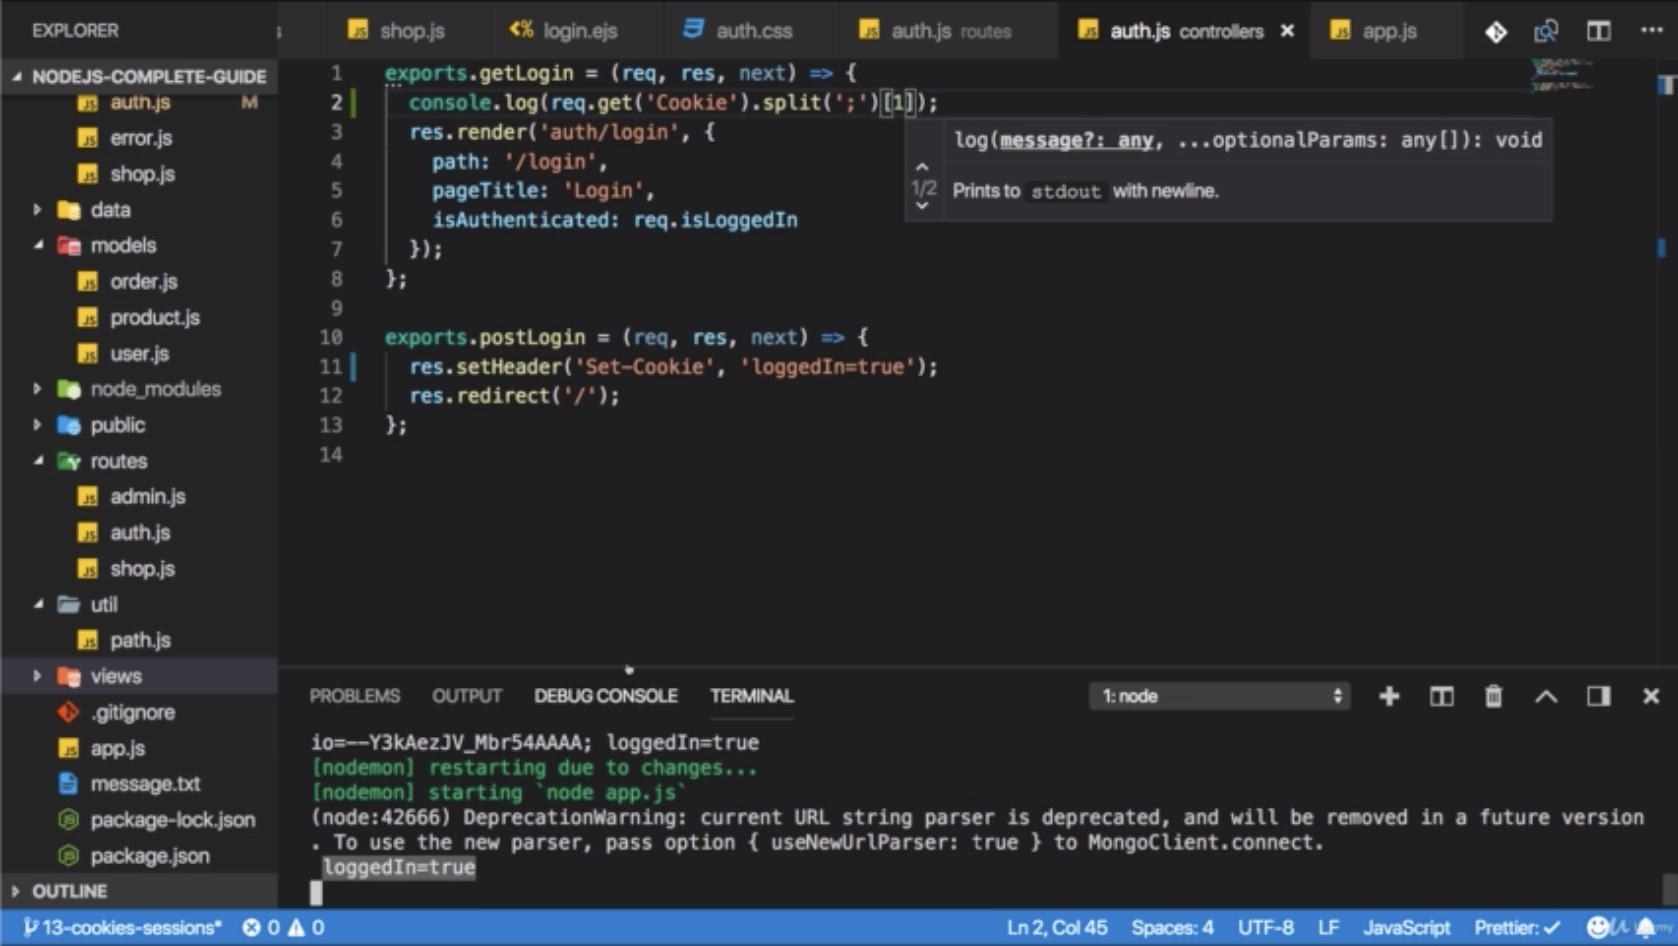 EXPLORER
shop.js
login.ejs
auth.css
auth.js routes
auth.js controllers
app.js
NODEJS-COMPLETE-GUIDE
auth.js M
error.js
shop.js
data
models
order.js
product.js
user.js
node_modules
public
routes
admin.js
auth.js
shop.js
util
path.js
views
.gitignore
app.js
message.txt
package-lock.json
package.json
OUTLINE
1 exports.getLogin = (req, res, next) => {
2 console.log(req.get('Cookie').split(';')[1]);
3 res.render('auth/login', {
4 path: '/login',
5 pageTitle: 'Login',
6 isAuthenticated: req.isLoggedIn
7 });
8 };
9
10 exports.postLogin = (req, res, next) => {
11 res.setHeader('Set-Cookie', 'loggedIn=true');
12 res.redirect('/');
13 };
14
log(message?: any, ...optionalParams: any[]): void
1/2 Prints to stdout with newline.
PROBLEMS OUTPUT DEBUG CONSOLE TERMINAL 1: node
io=--Y3kAezJV_Mbr54AAAA; loggedIn=true
[nodemon] restarting due to changes...
[nodemon] starting `node app.js`
(node:42666) DeprecationWarning: current URL string parser is deprecated, and will be removed in a future version
. To use the new parser, pass option { useNewUrlParser: true } to MongoClient.connect.
loggedIn=true
13-cookies-sessions* 0 0 Ln 2, Col 45 Spaces: 4 UTF-8 LF JavaScript Prettier: ✓